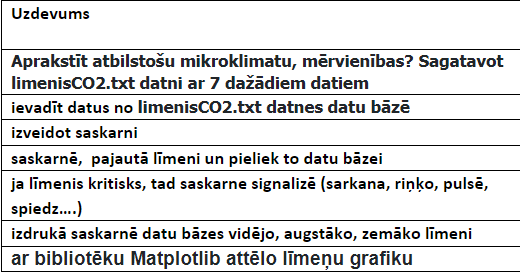 Uzdevums
Aprakstīt atbilstošu mikroklimatu, mērvienības? Sagatavot
limenisCO2.txt datni ar 7 dažādiem datiem
ievadīt datus no limenisCO2.txt datnes datu bāzē
izveidot saskarni
saskarnē, pajautā līmeni un pieliek to datu bāzei
ja līmenis kritisks, tad saskarne signalizē (sarkana, riņķo, pulsē,
spiedz....)
izdrukā saskarnē datu bāzes vidējo, augstāko, zemāko līmeni
ar bibliotēku Matplotlib attēlo līmeņu grafiku